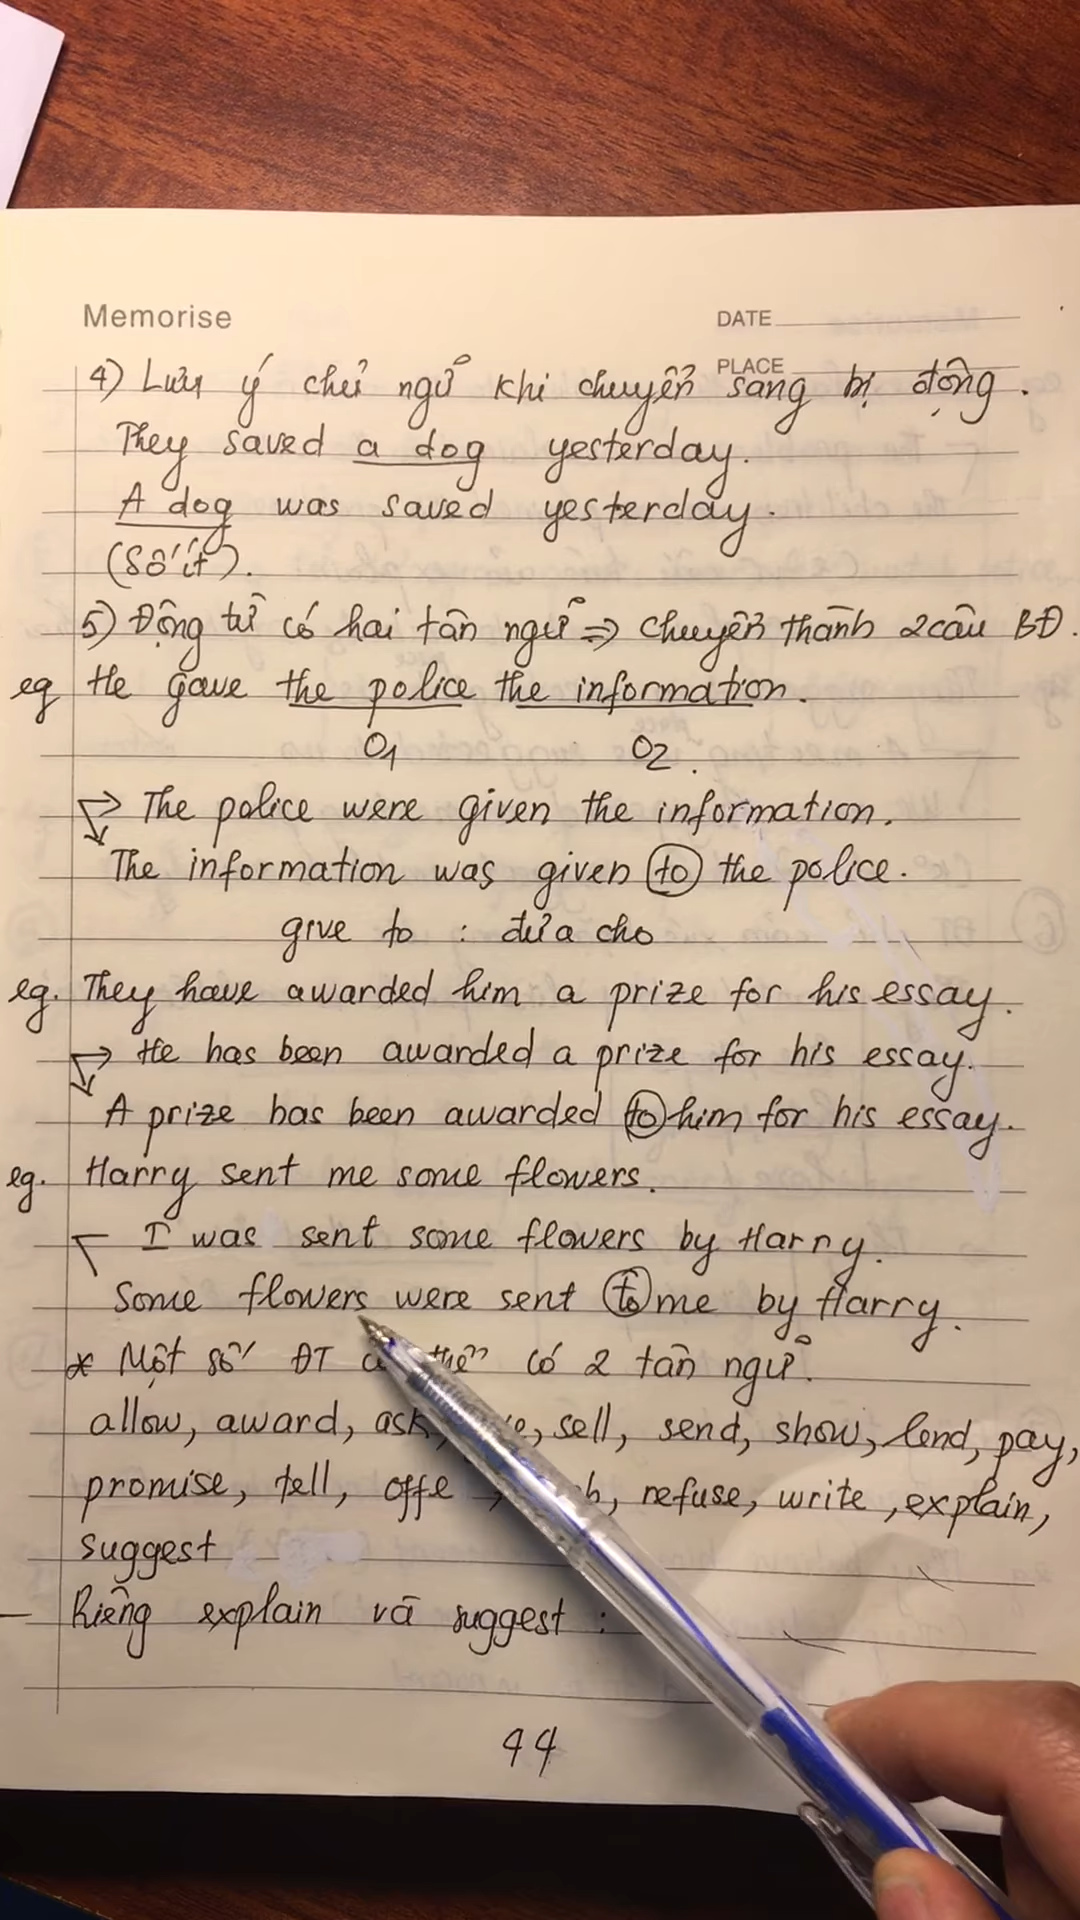 Memorise
DATE
PLACE
4) Lưu ý chủ ngữ khi chuyển sang bị động.
They saved a dog yesterday.
A dog was saved yesterday.
(Số ít).
5) Động từ có hai tân ngữ => chuyển thành 2 câu BĐ.
eg He gave the police the information.
O1 O2.
The police were given the information.
The information was given to the police.
give to : đưa cho
eg. They have awarded him a prize for his essay.
He has been awarded a prize for his essay.
A prize has been awarded to him for his essay.
eg. Harry sent me some flowers.
I was sent some flowers by Harry.
Some flowers were sent to me by Harry.
* Một số ĐT có 2 tân ngữ.
allow, award, ask, sell, send, show, lend, pay,
promise, tell, refuse, write, explain,
suggest
- Riêng explain và suggest :
44